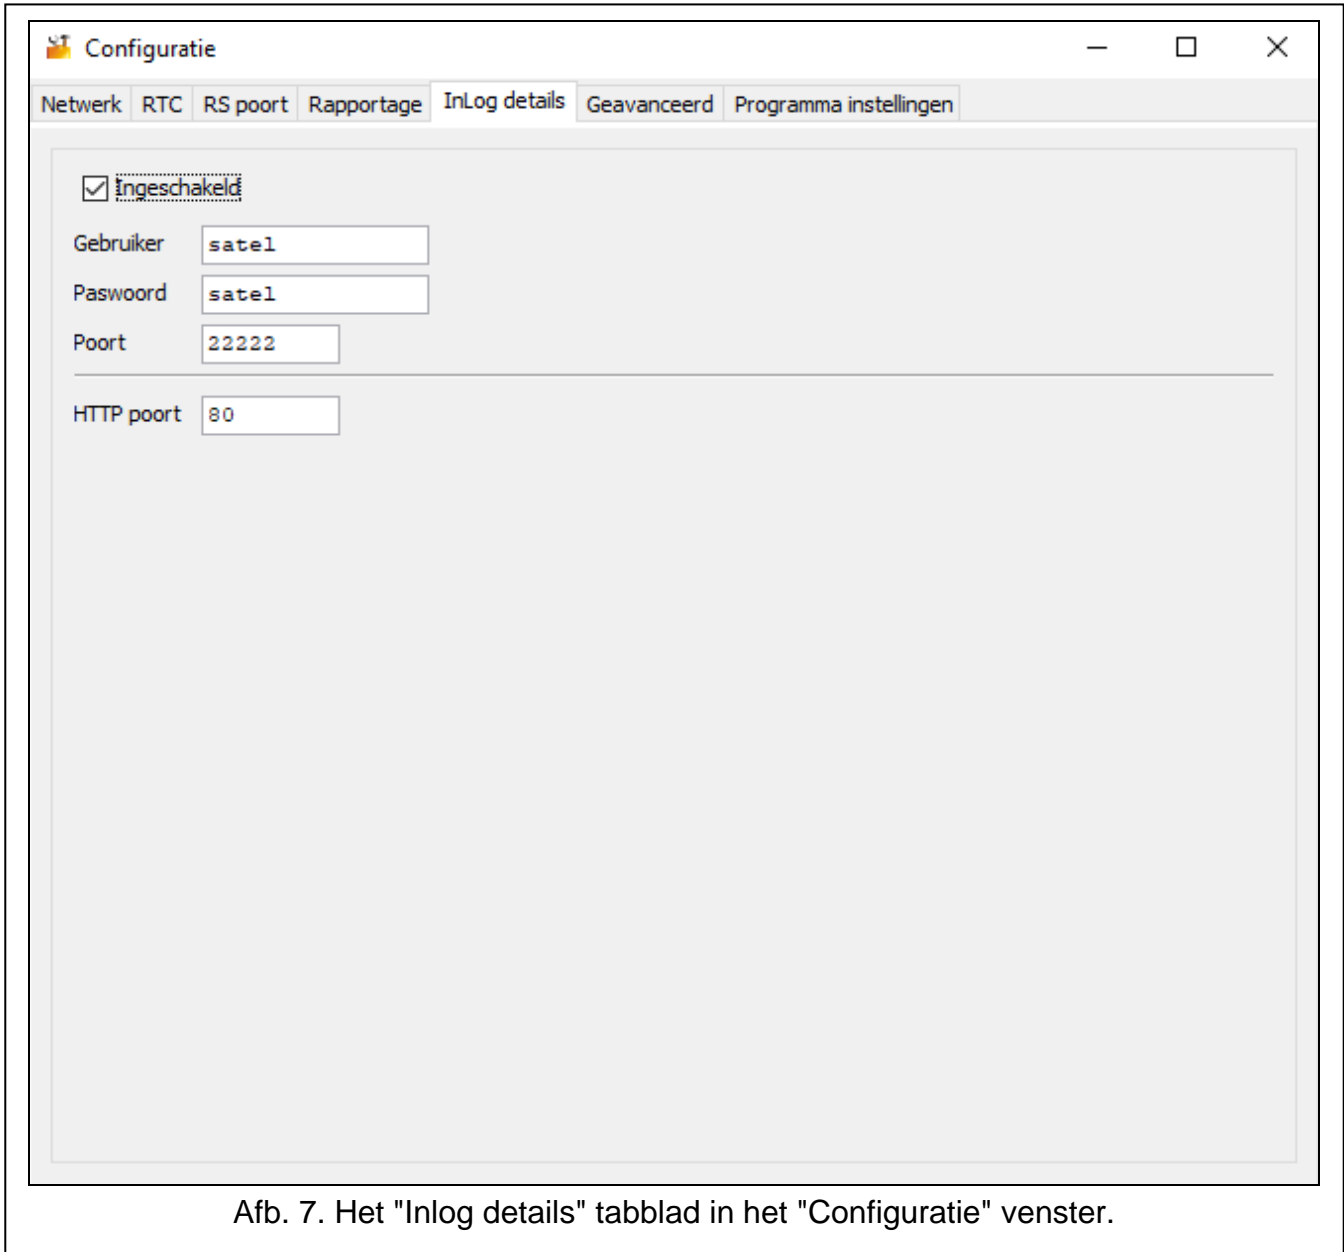 Configuratie
Netwerk RTC RS poort Rapportage InLog details Geavanceerd Programma instellingen
Ingeschakeld
Gebruiker satel
Paswoord satel
Poort 22222
HTTP poort 80
Afb. 7. Het "Inlog details" tabblad in het "Configuratie" venster.